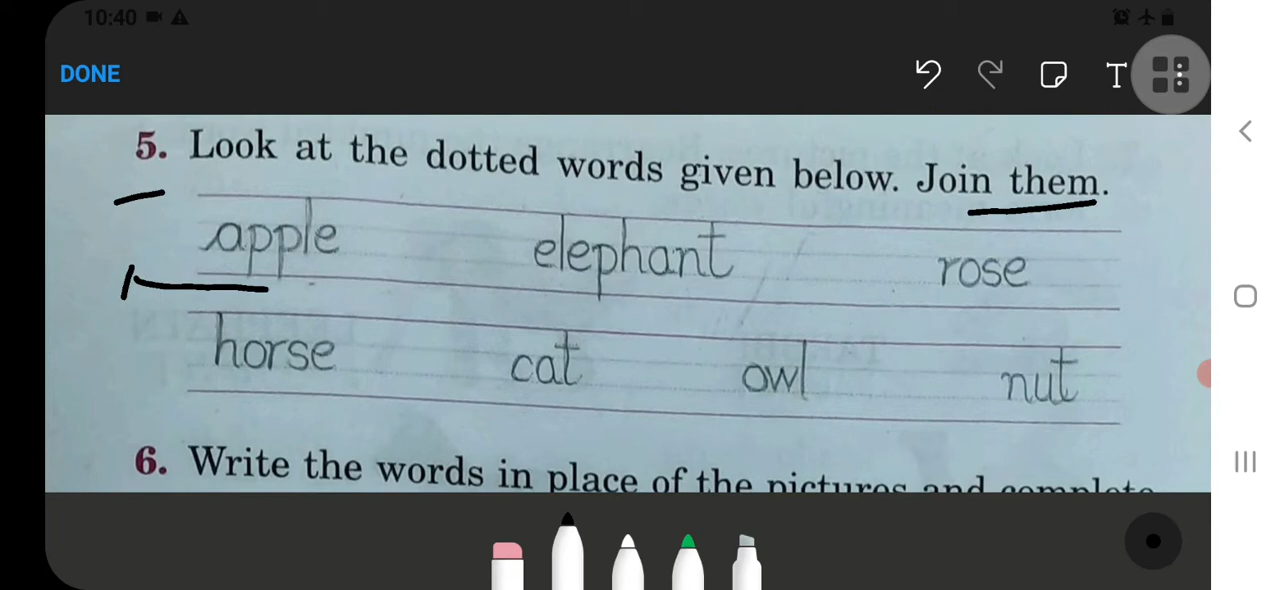 10:40
DONE
T
5. Look at the dotted words given below. Join them.
apple elephant rose
horse cat owl nut
6. Write the words in place of the pictures and complete